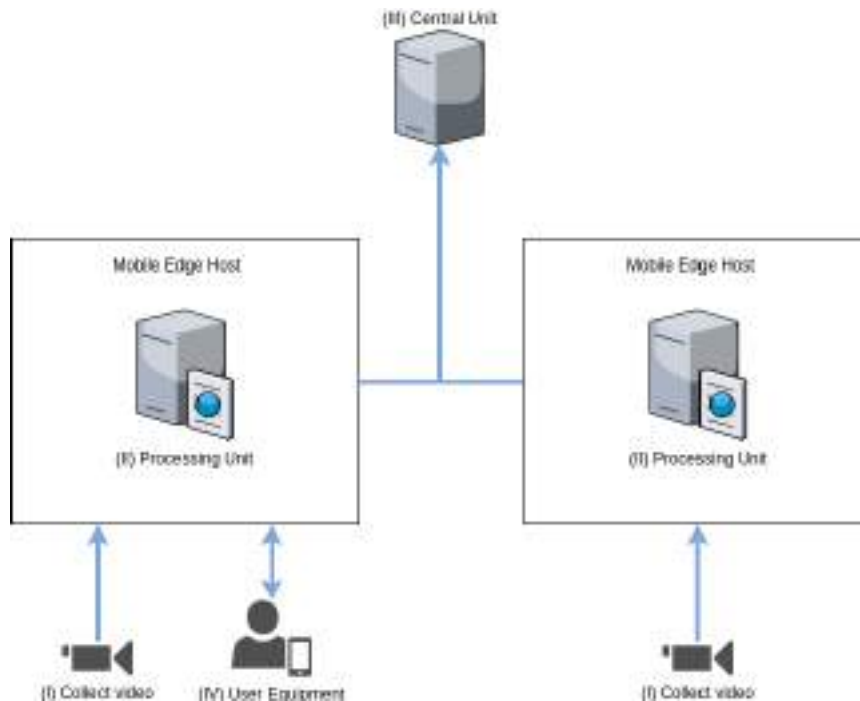 (III) Central Unit
Mobile Edge Host
Mobile Edge Host
(II) Processing Unit
(II) Processing Unit
(I) Collect video
(IV) User Equipment
(I) Collect video